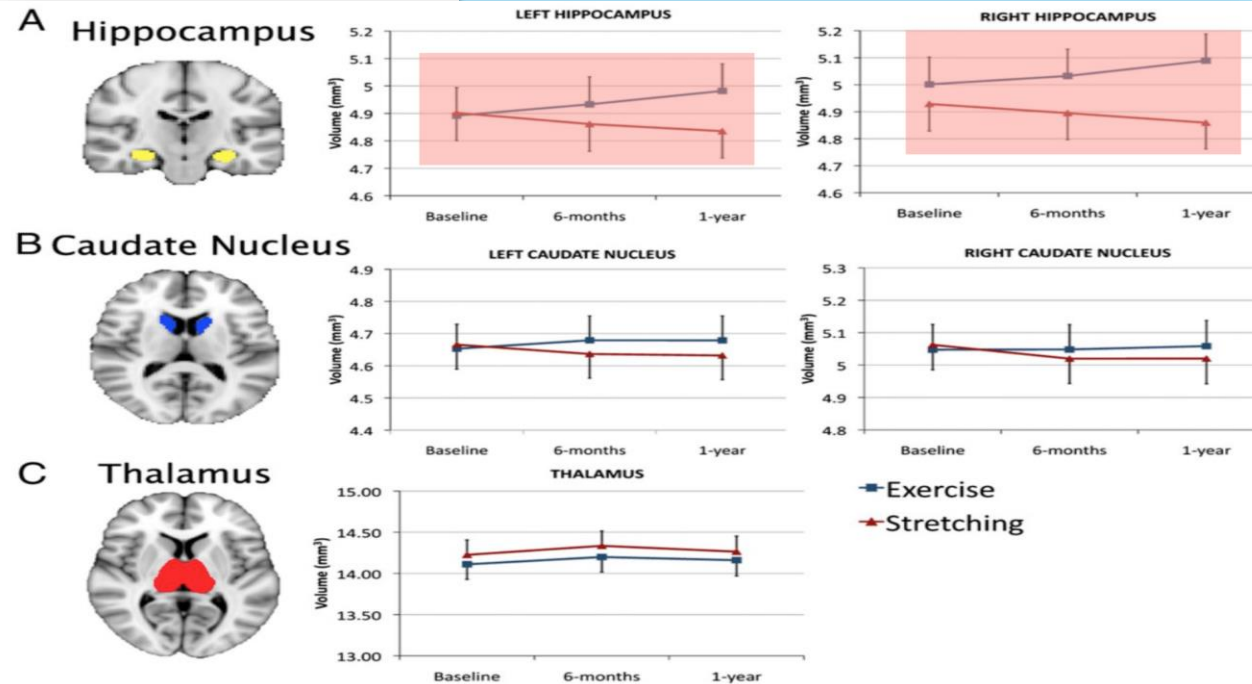 A Hippocampus
LEFT HIPPOCAMPUS
Volume (mm³)
5.2
5.1
5
4.9
4.8
4.7
4.6
Baseline 6-months 1-year
RIGHT HIPPOCAMPUS
Volume (mm³)
5.2
5.1
5
4.9
4.8
4.7
4.6
Baseline 6-months 1-year
B Caudate Nucleus
LEFT CAUDATE NUCLEUS
Volume (mm³)
4.9
4.8
4.7
4.6
4.5
4.4
Baseline 6-months 1-year
RIGHT CAUDATE NUCLEUS
Volume (mm³)
5.3
5.2
5.1
5
4.9
4.8
Baseline 6-months 1-year
C Thalamus
THALAMUS
Volume (mm³)
15.00
14.50
14.00
13.50
13.00
Baseline 6-months 1-year
Exercise
Stretching